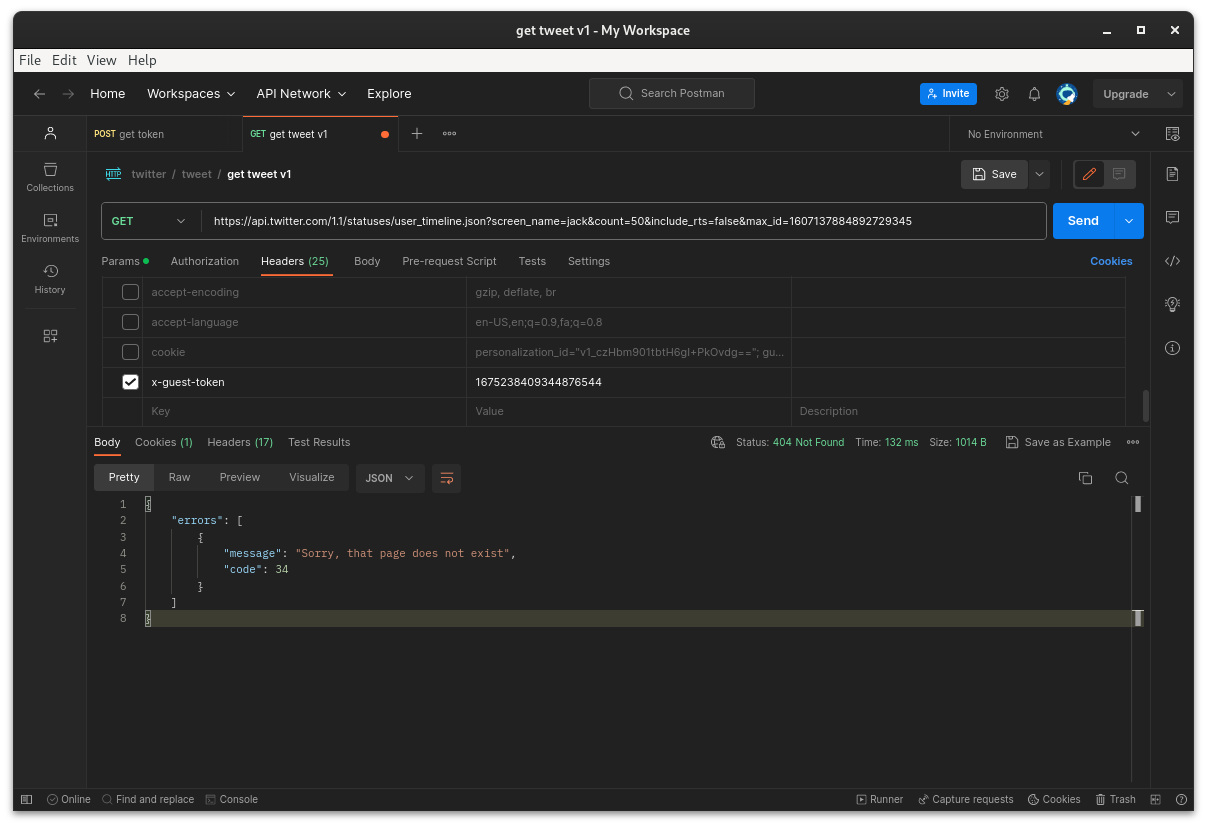 get tweet v1 - My Workspace
File Edit View Help
Home Workspaces API Network Explore Search Postman Invite Upgrade
POST get token GET get tweet v1 No Environment
HTTP twitter / tweet / get tweet v1 Save
GET https://api.twitter.com/1.1/statuses/user_timeline.json?screen_name=jack&count=50&include_rts=false&max_id=1607137884892729345 Send
Collections
Environments
History
Params Authorization Headers (25) Body Pre-request Script Tests Settings Cookies
accept-encoding gzip, deflate, br
accept-language en-US,en;q=0.9,fa;q=0.8
cookie personalization_id="v1_czHbm901tbtH6gI+PkOvdg=="; gu...
x-guest-token 1675238409344876544
Key Value Description
Body Cookies (1) Headers (17) Test Results Status: 404 Not Found Time: 132 ms Size: 1014 B Save as Example
Pretty Raw Preview Visualize JSON
1 {
2 "errors": [
3 {
4 "message": "Sorry, that page does not exist",
5 "code": 34
6 }
7 ]
8 }
Online Find and replace Console Runner Capture requests Cookies Trash